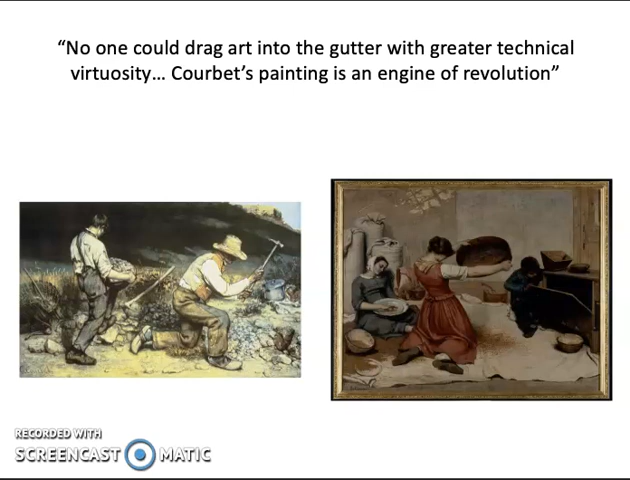 “No one could drag art into the gutter with greater technical
virtuosity… Courbet’s painting is an engine of revolution”
RECORDED WITH
SCREENCAST MATIC